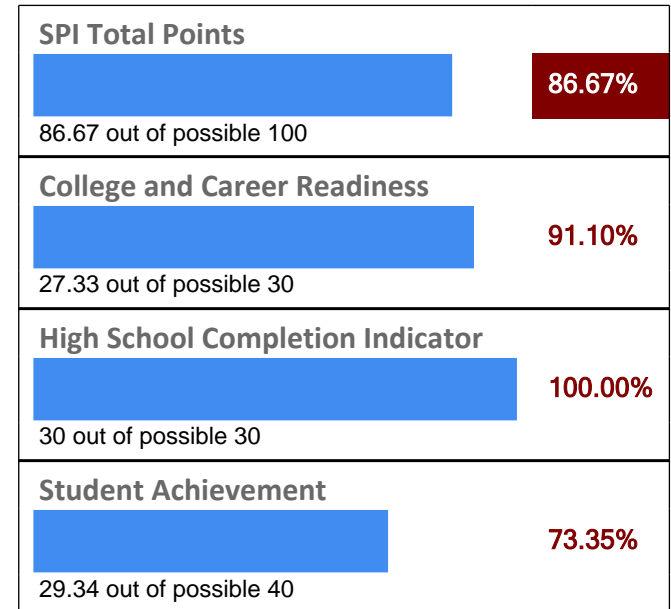 SPI Total Points
86.67%
86.67 out of possible 100
College and Career Readiness
91.10%
27.33 out of possible 30
High School Completion Indicator
100.00%
30 out of possible 30
Student Achievement
73.35%
29.34 out of possible 40